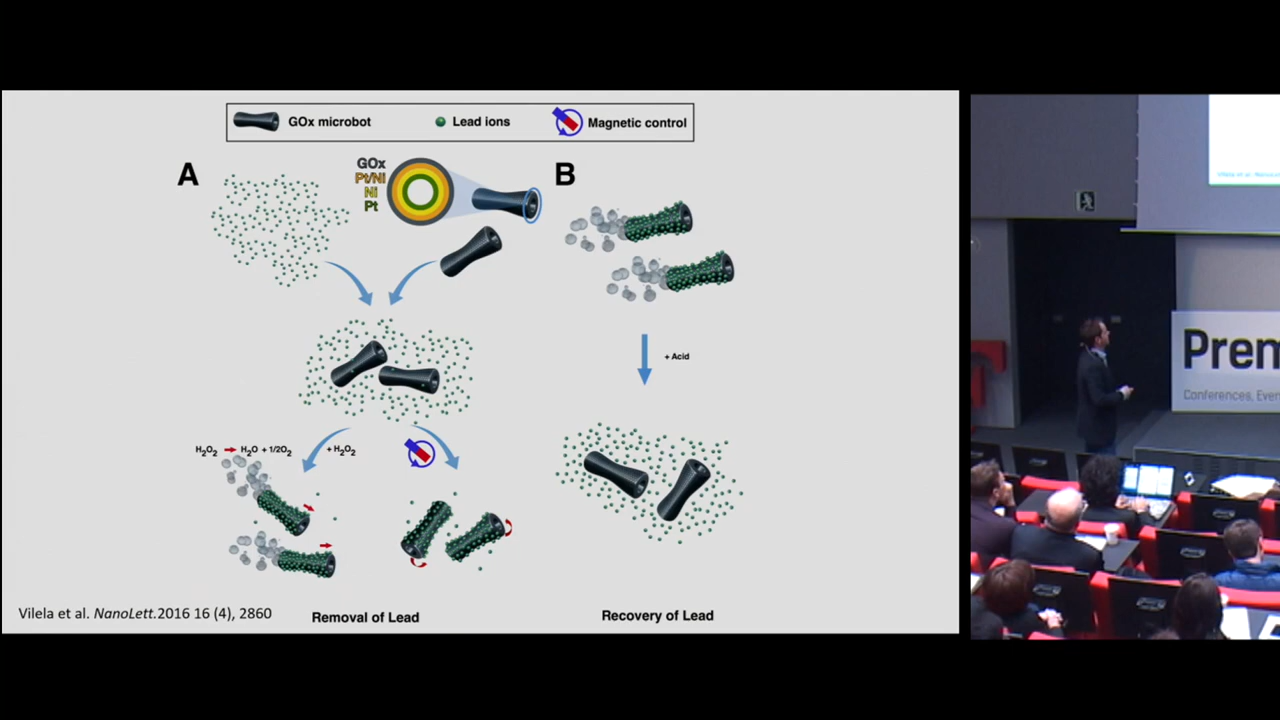 GOx microbot
Lead ions
Magnetic control
A
GOx
Pt/Ni
Ni
Pt
B
+ Acid
H2O2 → H2O + 1/2O2
+ H2O2
Vilela et al. NanoLett.2016 16 (4), 2860
Removal of Lead
Recovery of Lead
Prem
Conferences, Even